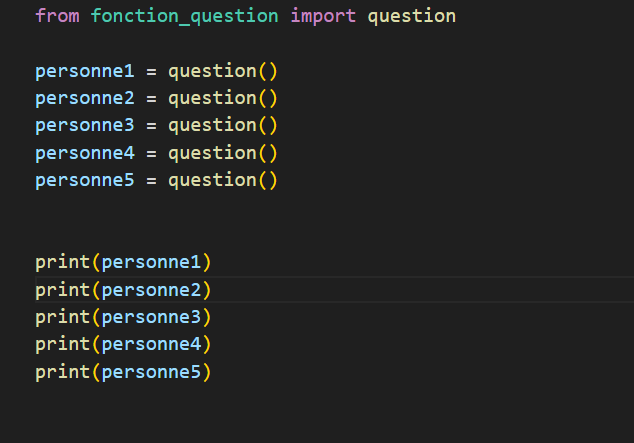 from fonction_question import question
personne1 = question()
personne2 = question()
personne3 = question()
personne4 = question()
personne5 = question()
print(personne1)
print(personne2)
print(personne3)
print(personne4)
print(personne5)